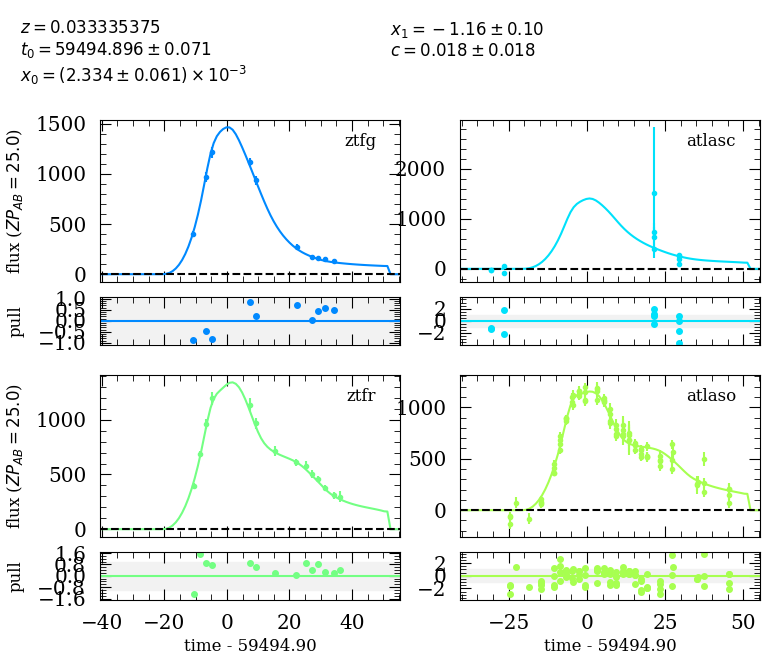 z = 0.033335375
t₀ = 59494.896 ± 0.071
x₀ = (2.334 ± 0.061) × 10⁻³
x₁ = −1.16 ± 0.10
c = 0.018 ± 0.018
flux (ZP_AB = 25.0)
1500
1000
500
0
ztfg
2000
1000
0
atlasc
pull
1.0
0.5
0.0
−0.5
−1.0
2
0
−2
flux (ZP_AB = 25.0)
1000
500
0
ztfr
1000
500
0
atlaso
pull
1.6
0.8
0.0
−0.8
−1.6
2
0
−2
−40 −20 0 20 40
−25 0 25 50
time - 59494.90
time - 59494.90